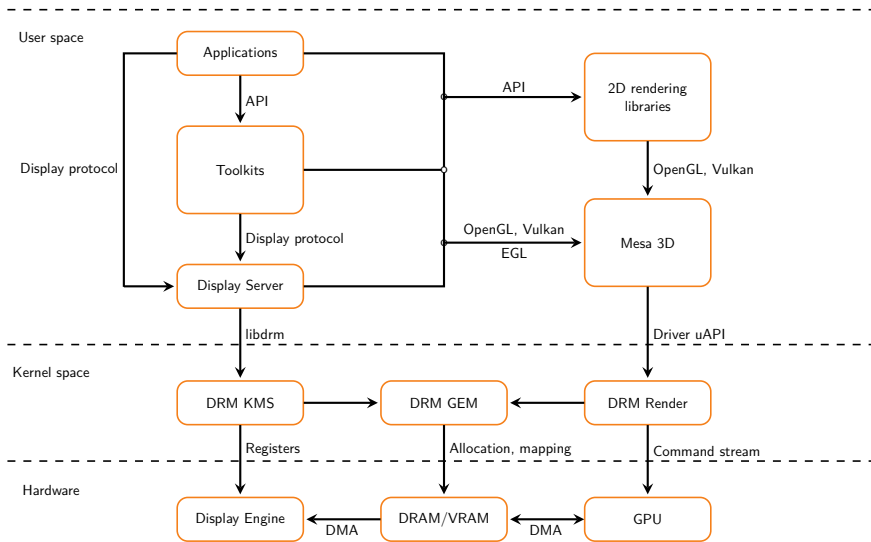 User space
Applications
API
API
2D rendering
libraries
Display protocol
Toolkits
OpenGL, Vulkan
Display protocol
OpenGL, Vulkan
EGL
Mesa 3D
Display Server
libdrm
Driver uAPI
Kernel space
DRM KMS
DRM GEM
DRM Render
Registers
Allocation, mapping
Command stream
Hardware
Display Engine
DMA
DRAM/VRAM
DMA
GPU